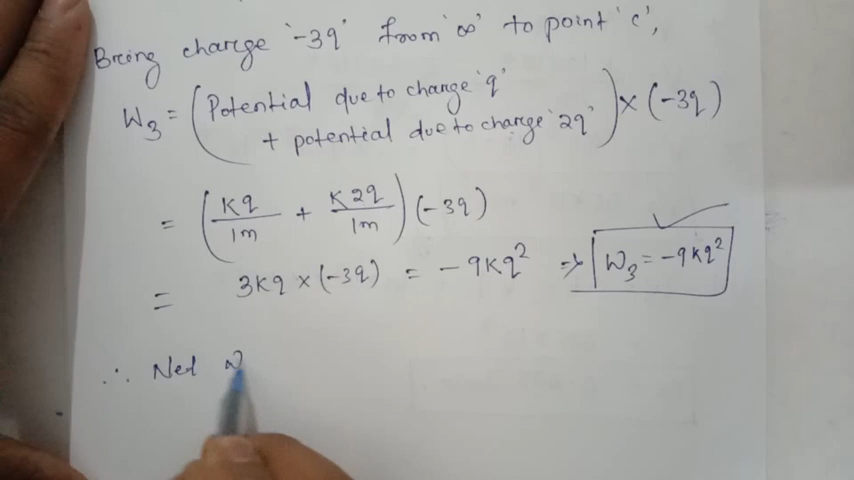 Bring charge '-3q' from '∞' to point 'c',
W₃ = (Potential due to charge 'q'
+ potential due to charge '2q') × (-3q)
= (Kq/1m + K2q/1m) (-3q)
= 3Kq × (-3q) = -9Kq² ⇒ W₃ = -9Kq²
∴ Net